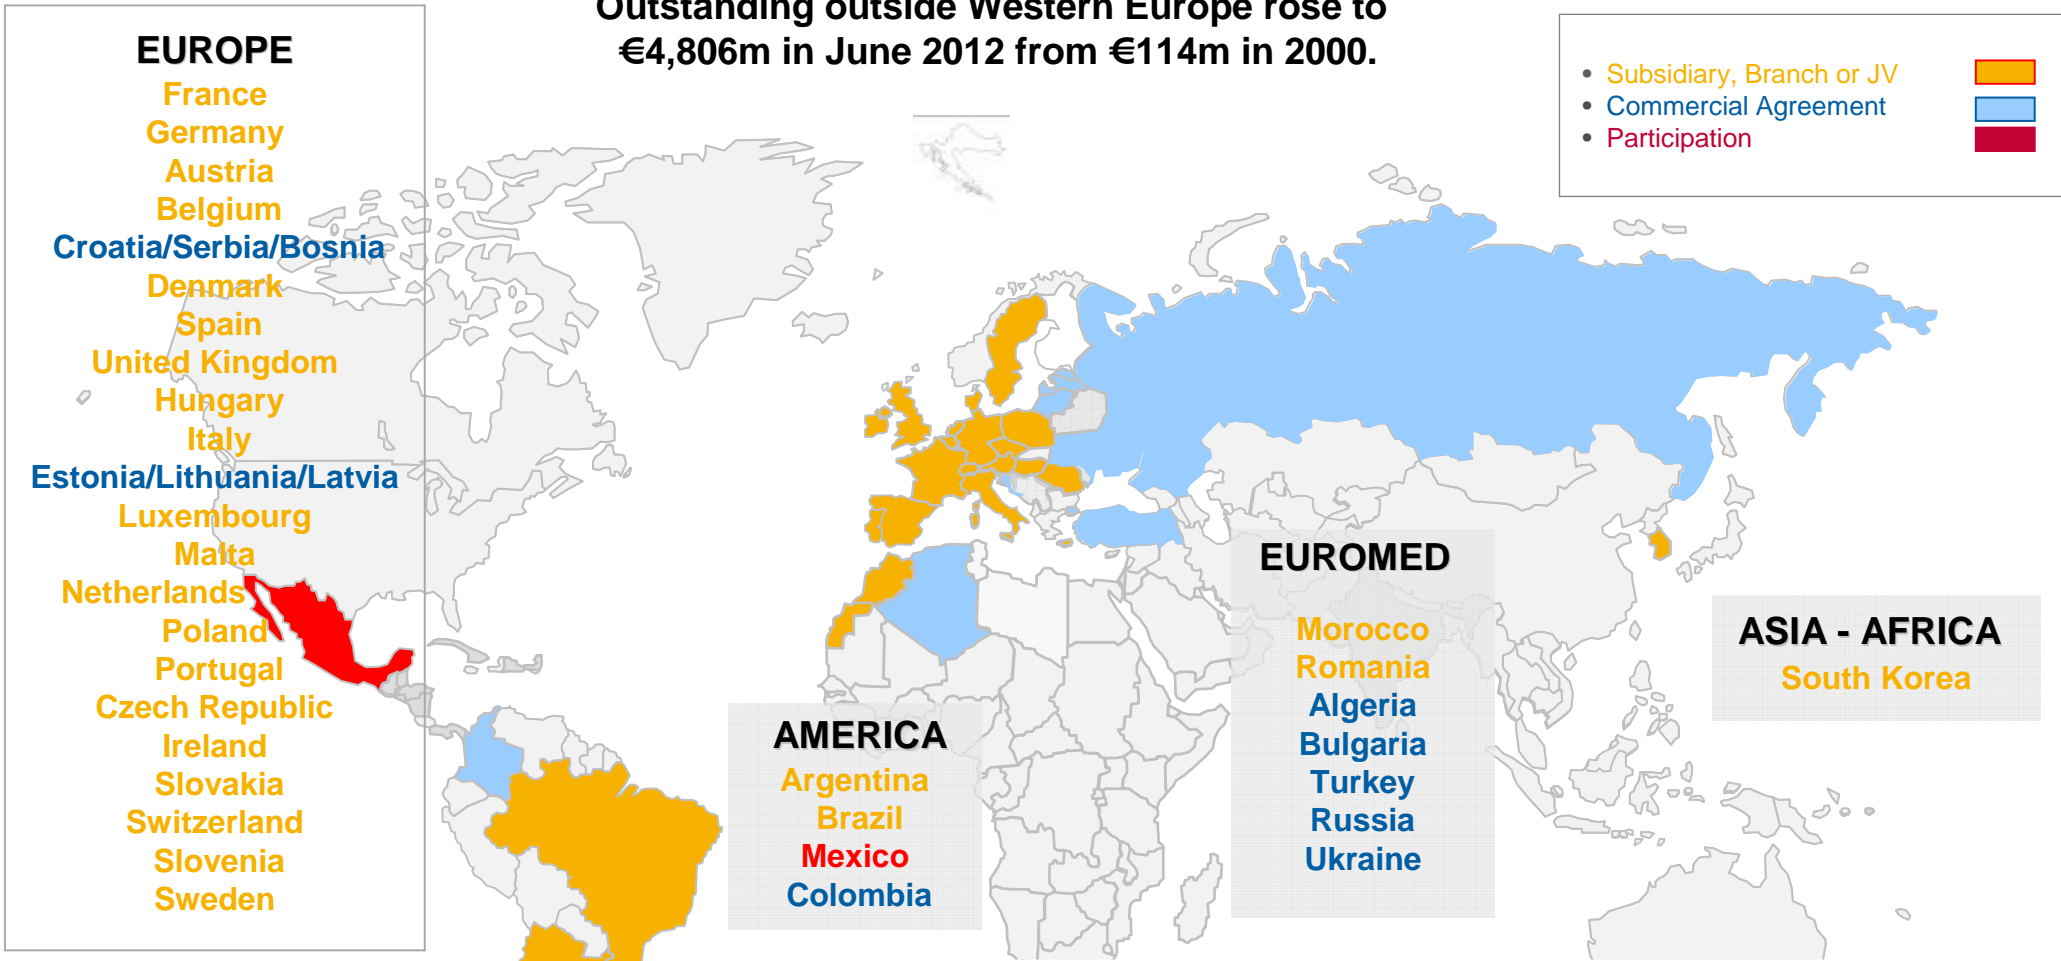 Outstanding outside Western Europe rose to
€4,806m in June 2012 from €114m in 2000.
EUROPE
France
Germany
Austria
Belgium
Croatia/Serbia/Bosnia
Denmark
Spain
United Kingdom
Hungary
Italy
Estonia/Lithuania/Latvia
Luxembourg
Malta
Netherlands
Poland
Portugal
Czech Republic
Ireland
Slovakia
Switzerland
Slovenia
Sweden
• Subsidiary, Branch or JV
• Commercial Agreement
• Participation
AMERICA
Argentina
Brazil
Mexico
Colombia
EUROMED
Morocco
Romania
Algeria
Bulgaria
Turkey
Russia
Ukraine
ASIA - AFRICA
South Korea